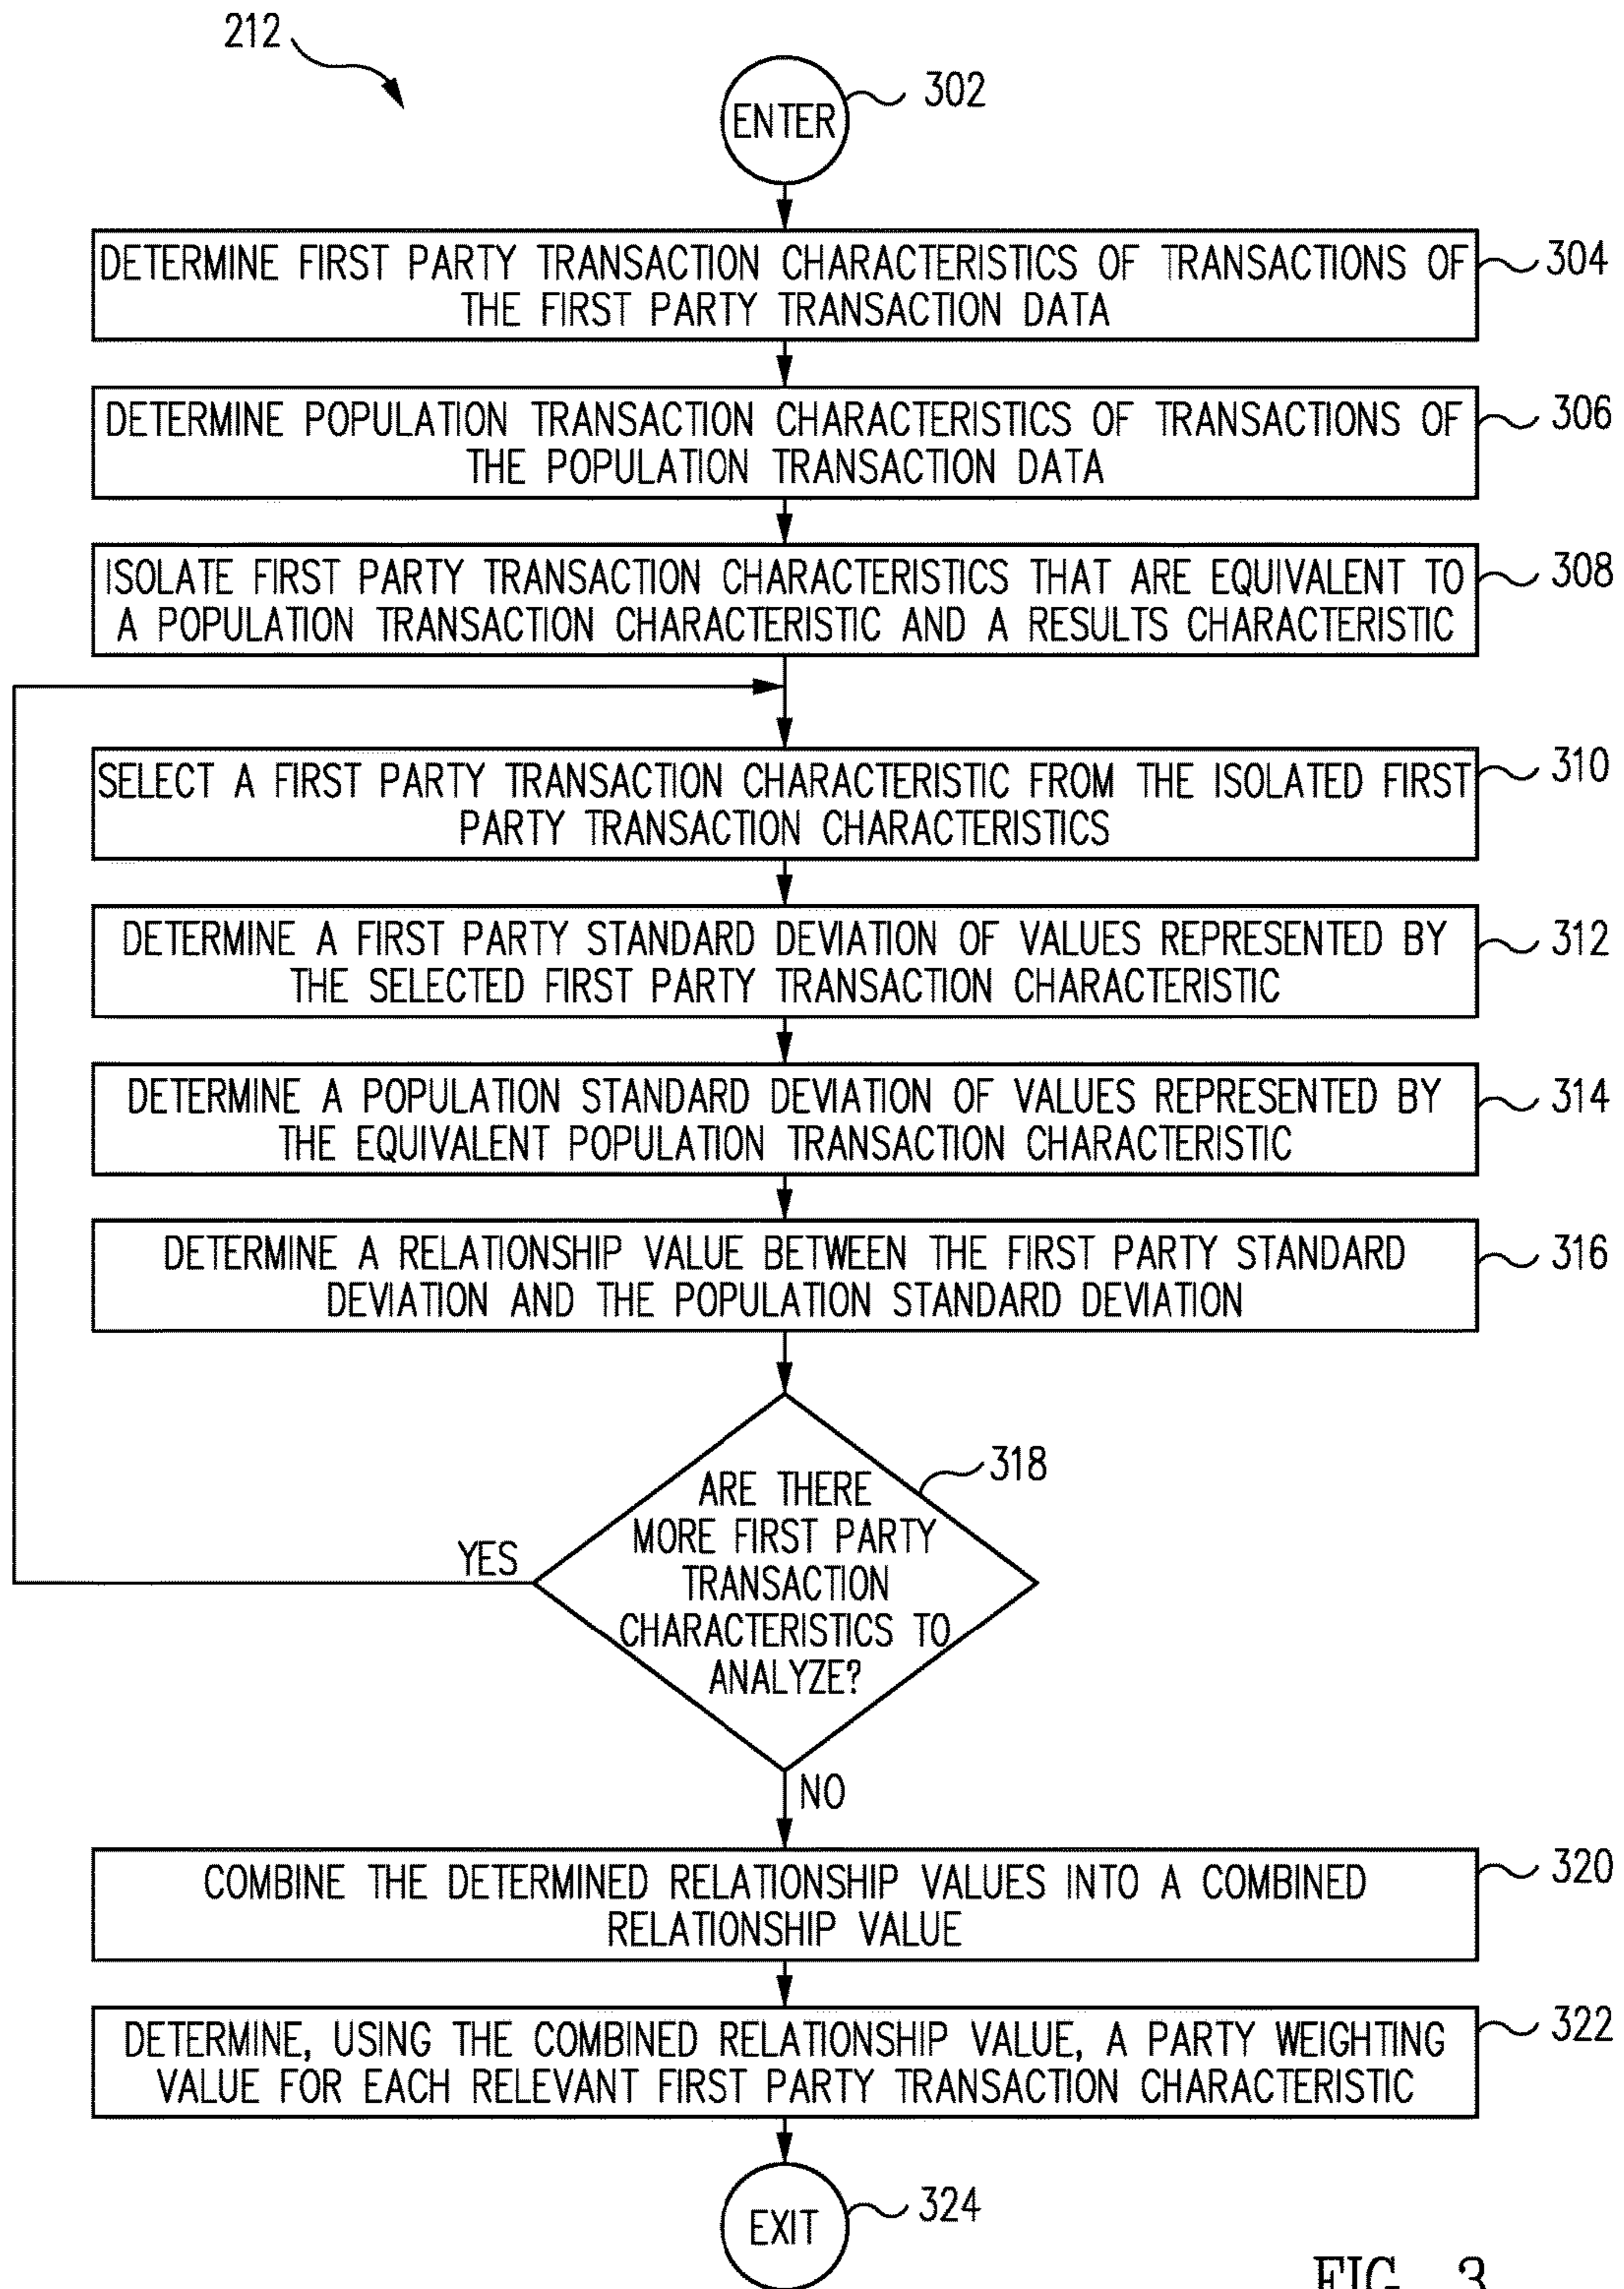 212
ENTER
302
DETERMINE FIRST PARTY TRANSACTION CHARACTERISTICS OF TRANSACTIONS OF
THE FIRST PARTY TRANSACTION DATA
304
DETERMINE POPULATION TRANSACTION CHARACTERISTICS OF TRANSACTIONS OF
THE POPULATION TRANSACTION DATA
306
ISOLATE FIRST PARTY TRANSACTION CHARACTERISTICS THAT ARE EQUIVALENT TO
A POPULATION TRANSACTION CHARACTERISTIC AND A RESULTS CHARACTERISTIC
308
SELECT A FIRST PARTY TRANSACTION CHARACTERISTIC FROM THE ISOLATED FIRST
PARTY TRANSACTION CHARACTERISTICS
310
DETERMINE A FIRST PARTY STANDARD DEVIATION OF VALUES REPRESENTED BY
THE SELECTED FIRST PARTY TRANSACTION CHARACTERISTIC
312
DETERMINE A POPULATION STANDARD DEVIATION OF VALUES REPRESENTED BY
THE EQUIVALENT POPULATION TRANSACTION CHARACTERISTIC
314
DETERMINE A RELATIONSHIP VALUE BETWEEN THE FIRST PARTY STANDARD
DEVIATION AND THE POPULATION STANDARD DEVIATION
316
ARE THERE
MORE FIRST PARTY
TRANSACTION
CHARACTERISTICS TO
ANALYZE?
318
YES
NO
COMBINE THE DETERMINED RELATIONSHIP VALUES INTO A COMBINED
RELATIONSHIP VALUE
320
DETERMINE, USING THE COMBINED RELATIONSHIP VALUE, A PARTY WEIGHTING
VALUE FOR EACH RELEVANT FIRST PARTY TRANSACTION CHARACTERISTIC
322
EXIT
324
FIG. 3